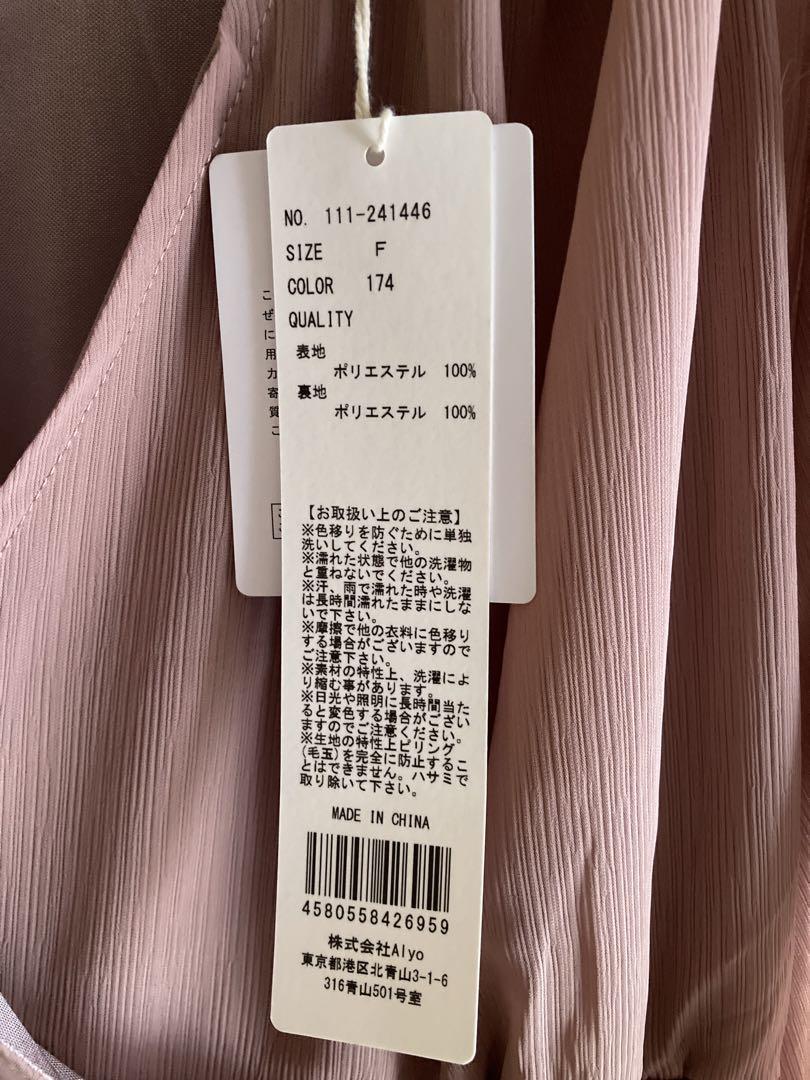 NO. 111-241446
SIZE F
COLOR 174
QUALITY
表地
ポリエステル 100%
裏地
ポリエステル 100%
【お取扱い上のご注意】
※色移りを防ぐために単独
洗いしてください。
※濡れた状態で他の洗濯物
と重ねないでください。
※汗、雨で濡れた時や洗濯
は長時間濡れたままにしな
いで下さい。
※摩擦で他の衣料に色移り
する場合がございますので
ご注意下さい。
※素材の特性上、洗濯によ
り縮む事があります。
※日光や照明に長時間当た
ると変色する場合がござい
ますのでご注意ください。
※生地の特性上ピリング
(毛玉)を完全に防止するこ
とはできません。ハサミで
取り除いて下さい。
MADE IN CHINA
4580558426959
株式会社Alyo
東京都港区北青山3-1-6
316青山501号室
こ
ぜ
に
用
力
寄
質
こ